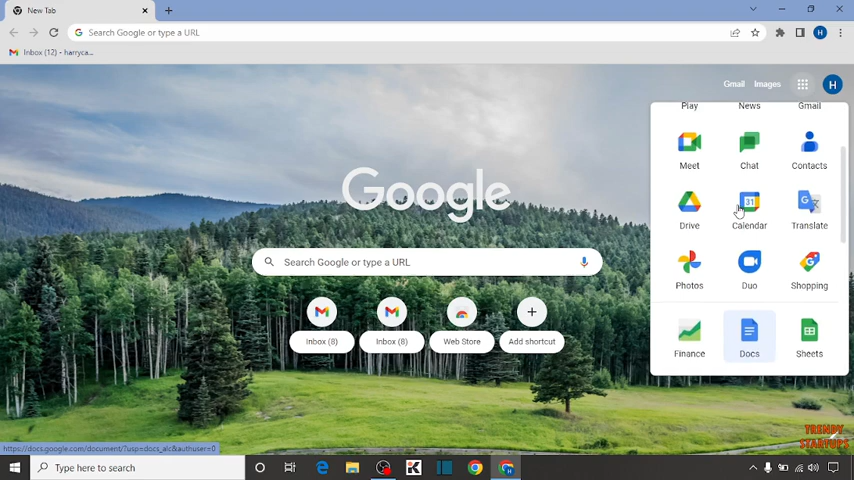 New Tab
Search Google or type a URL
H
Inbox (12) - harryca...
Gmail
Images
H
Play
News
Gmail
Meet
Chat
Contacts
31
Drive
Calendar
Translate
Photos
Duo
Shopping
Finance
Docs
Sheets
Google
Search Google or type a URL
Inbox (8)
Inbox (8)
Web Store
Add shortcut
https://docs.google.com/document/?usp=docs_alc&authuser=0
TRENDY
STARTUPS
Type here to search